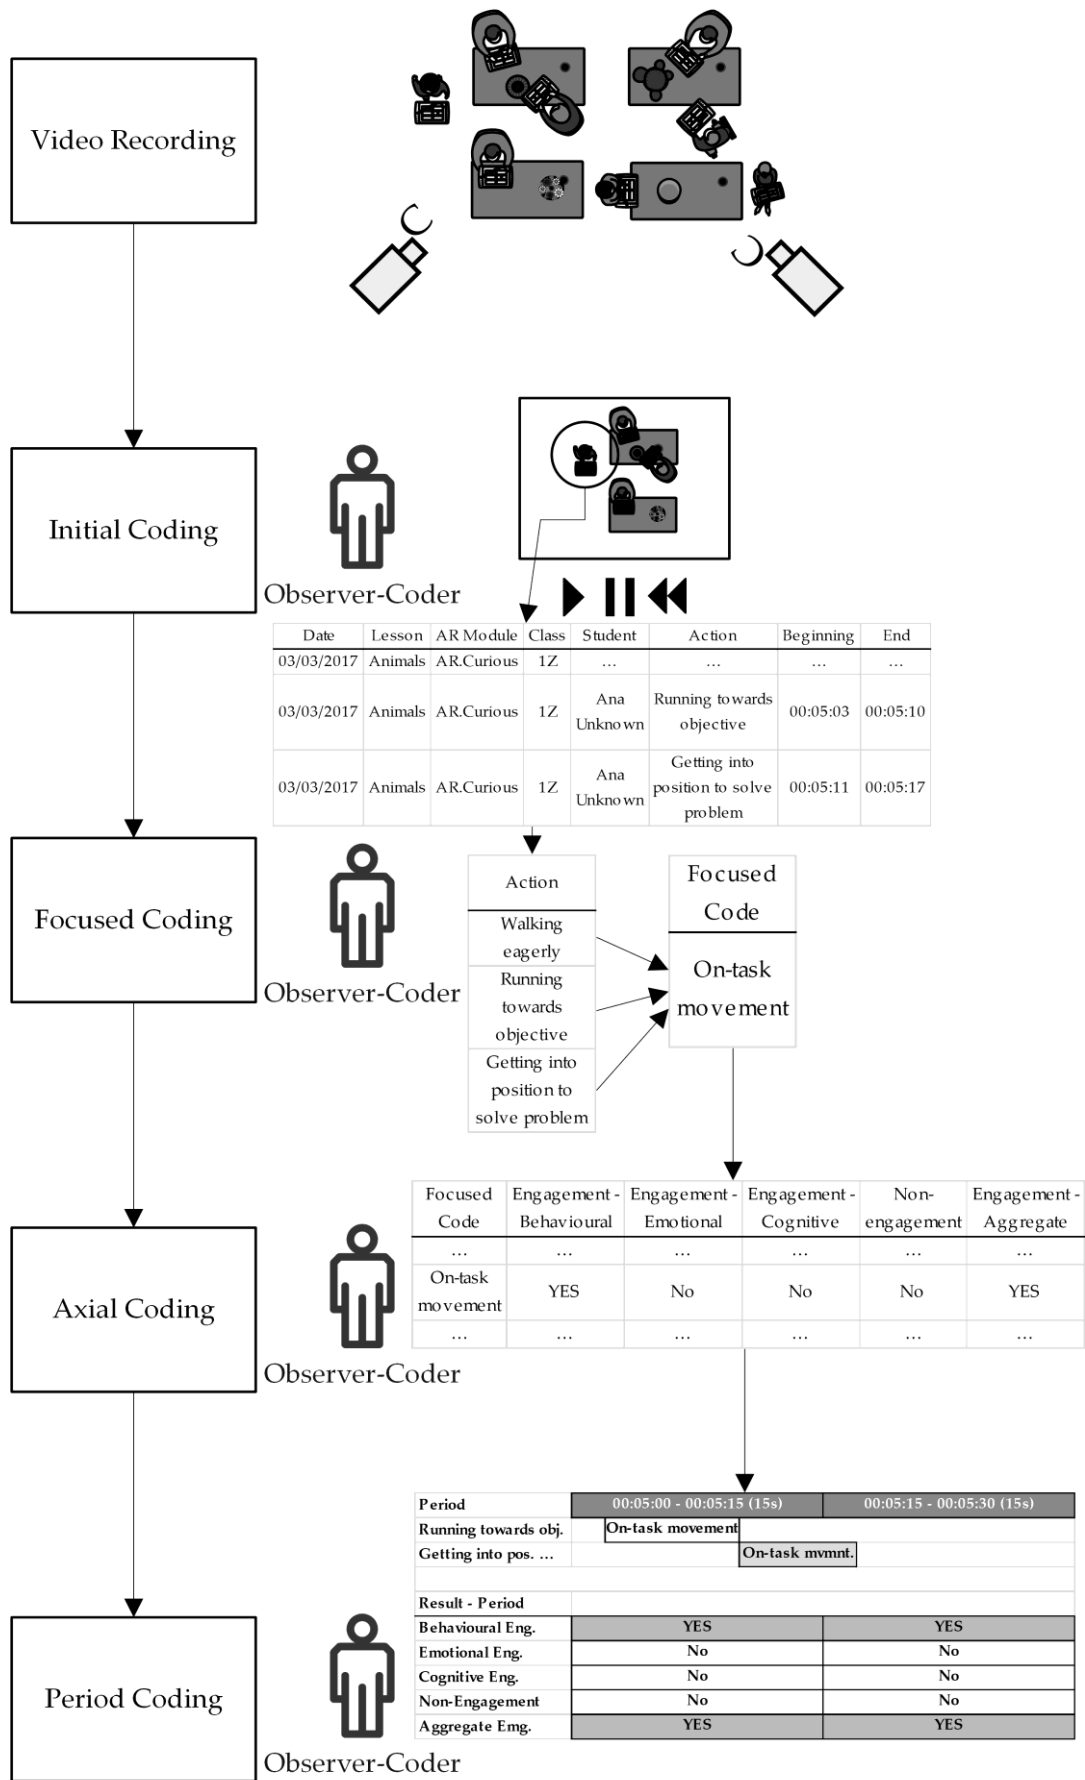 Video Recording
Initial Coding
Observer-Coder
Date Lesson AR Module Class Student Action Beginning End
03/03/2017 Animals AR.Curious 1Z ... ... ... ...
03/03/2017 Animals AR.Curious 1Z Ana Unknown Running towards objective 00:05:03 00:05:10
03/03/2017 Animals AR.Curious 1Z Ana Unknown Getting into position to solve problem 00:05:11 00:05:17
Focused Coding
Observer-Coder
Action
Walking
eagerly
Running
towards
objective
Getting into
position to
solve problem
Focused
Code
On-task
movement
Axial Coding
Observer-Coder
Focused Code Engagement - Behavioural Engagement - Emotional Engagement - Cognitive Non-engagement Engagement - Aggregate
... ... ... ... ... ...
On-task movement YES No No No YES
... ... ... ... ... ...
Period Coding
Observer-Coder
Period 00:05:00 - 00:05:15 (15s) 00:05:15 - 00:05:30 (15s)
Running towards obj. On-task movement
Getting into pos. ... On-task mvmnt.
Result - Period
Behavioural Eng. YES YES
Emotional Eng. No No
Cognitive Eng. No No
Non-Engagement No No
Aggregate Emg. YES YES